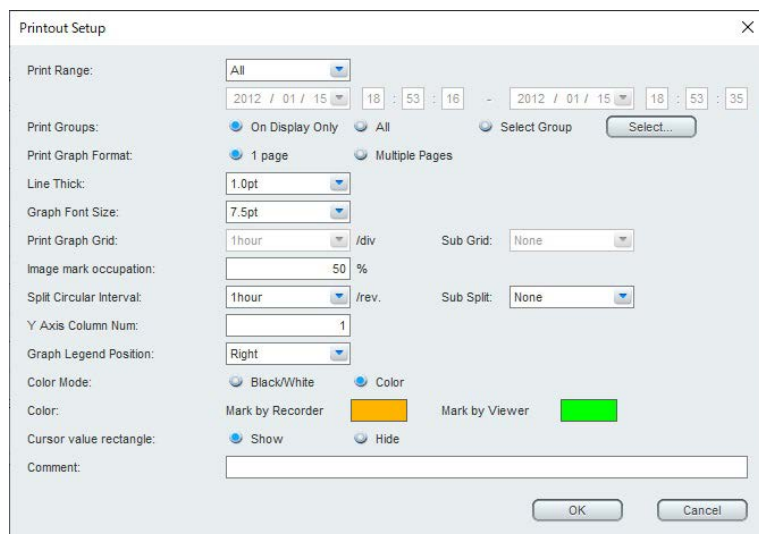 Printout Setup
Print Range: All
2012 / 01 / 15 18 : 53 : 16 - 2012 / 01 / 15 18 : 53 : 35
Print Groups: On Display Only All Select Group Select...
Print Graph Format: 1 page Multiple Pages
Line Thick: 1.0pt
Graph Font Size: 7.5pt
Print Graph Grid: 1hour /div Sub Grid: None
Image mark occupation: 50 %
Split Circular Interval: 1hour /rev. Sub Split: None
Y Axis Column Num: 1
Graph Legend Position: Right
Color Mode: Black/White Color
Color: Mark by Recorder Mark by Viewer
Cursor value rectangle: Show Hide
Comment:
OK Cancel